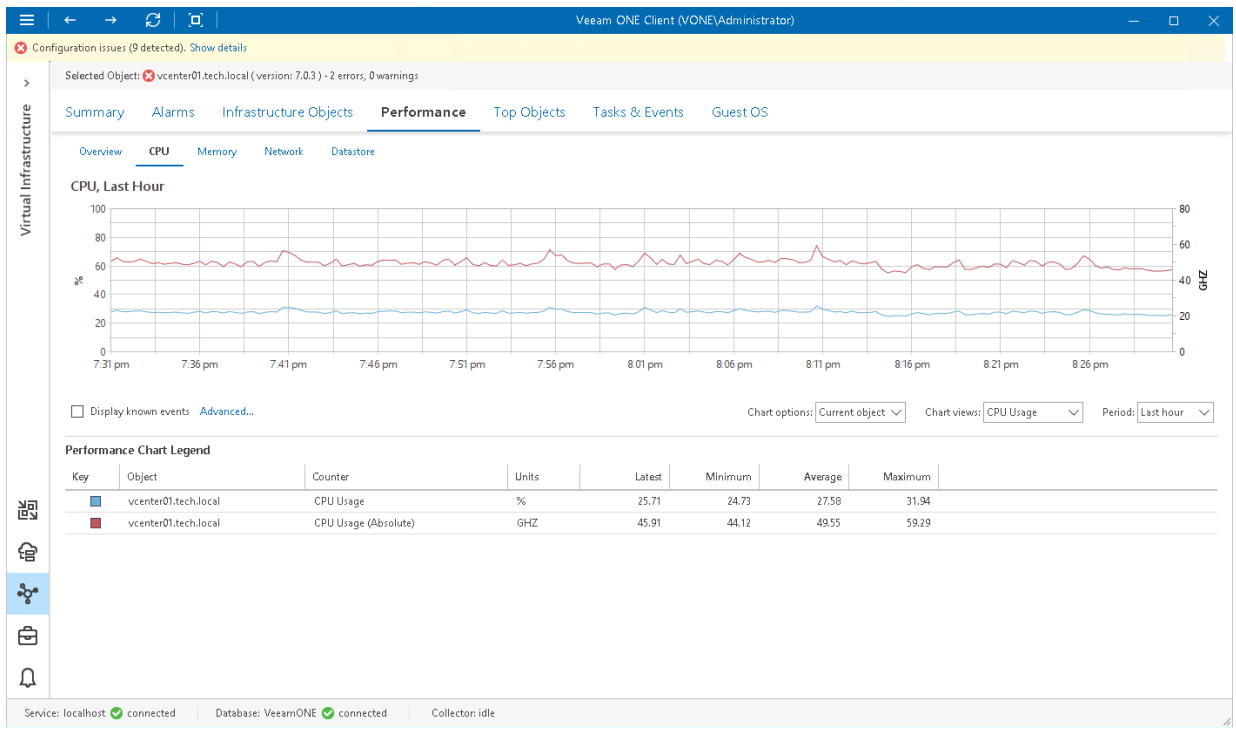 Veeam ONE Client (VONE\Administrator)
Configuration issues (9 detected). Show details
Virtual Infrastructure
Selected Object: vcenter01.tech.local ( version: 7.0.3 ) - 2 errors, 0 warnings
Summary Alarms Infrastructure Objects Performance Top Objects Tasks & Events Guest OS
Overview CPU Memory Network Datastore
CPU, Last Hour
100 80
80
60
60
% 40 GHZ
40
20
20
0 0
7:31 pm 7:36 pm 7:41 pm 7:46 pm 7:51 pm 7:56 pm 8:01 pm 8:06 pm 8:11 pm 8:16 pm 8:21 pm 8:26 pm
Display known events Advanced... Chart options: Current object Chart views: CPU Usage Period: Last hour
Performance Chart Legend
Key Object Counter Units Latest Minimum Average Maximum
vcenter01.tech.local CPU Usage % 25.71 24.73 27.58 31.94
vcenter01.tech.local CPU Usage (Absolute) GHZ 45.91 44.12 49.55 59.29
Service: localhost connected Database: VeeamONE connected Collector: idle